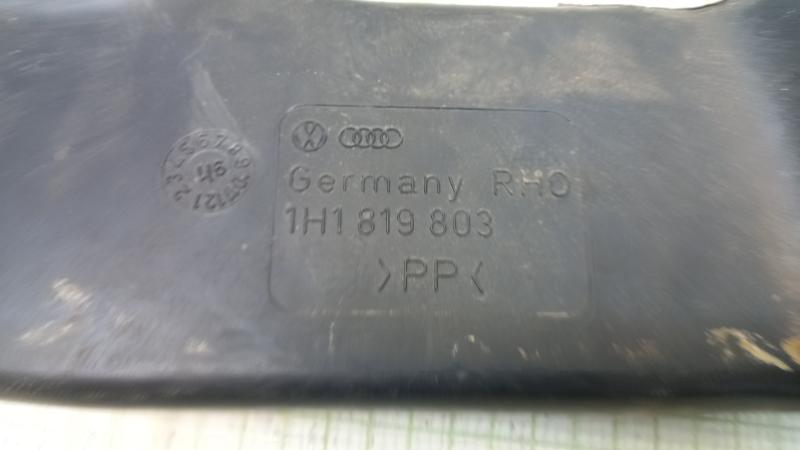 Germany RHO
1H1 819 803
>PP<